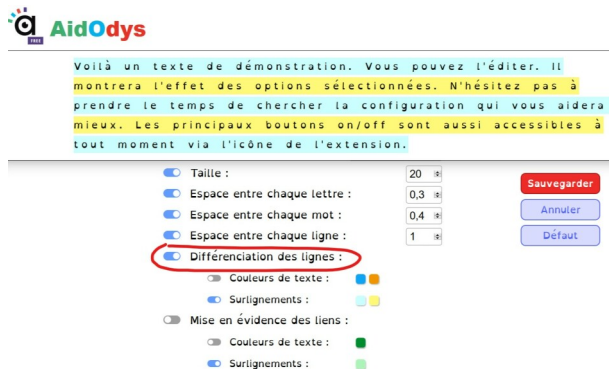 AidOdys
FREE
Voilà un texte de démonstration. Vous pouvez l'éditer. Il
montrera l'effet des options sélectionnées. N'hésitez pas à
prendre le temps de chercher la configuration qui vous aidera
mieux. Les principaux boutons on/off sont aussi accessibles à
tout moment via l'icône de l'extension.
Taille : 20
Espace entre chaque lettre : 0,3
Espace entre chaque mot : 0,4
Espace entre chaque ligne : 1
Différenciation des lignes :
Couleurs de texte :
Surlignements :
Mise en évidence des liens :
Couleurs de texte :
Surlignements :
Sauvegarder
Annuler
Défaut